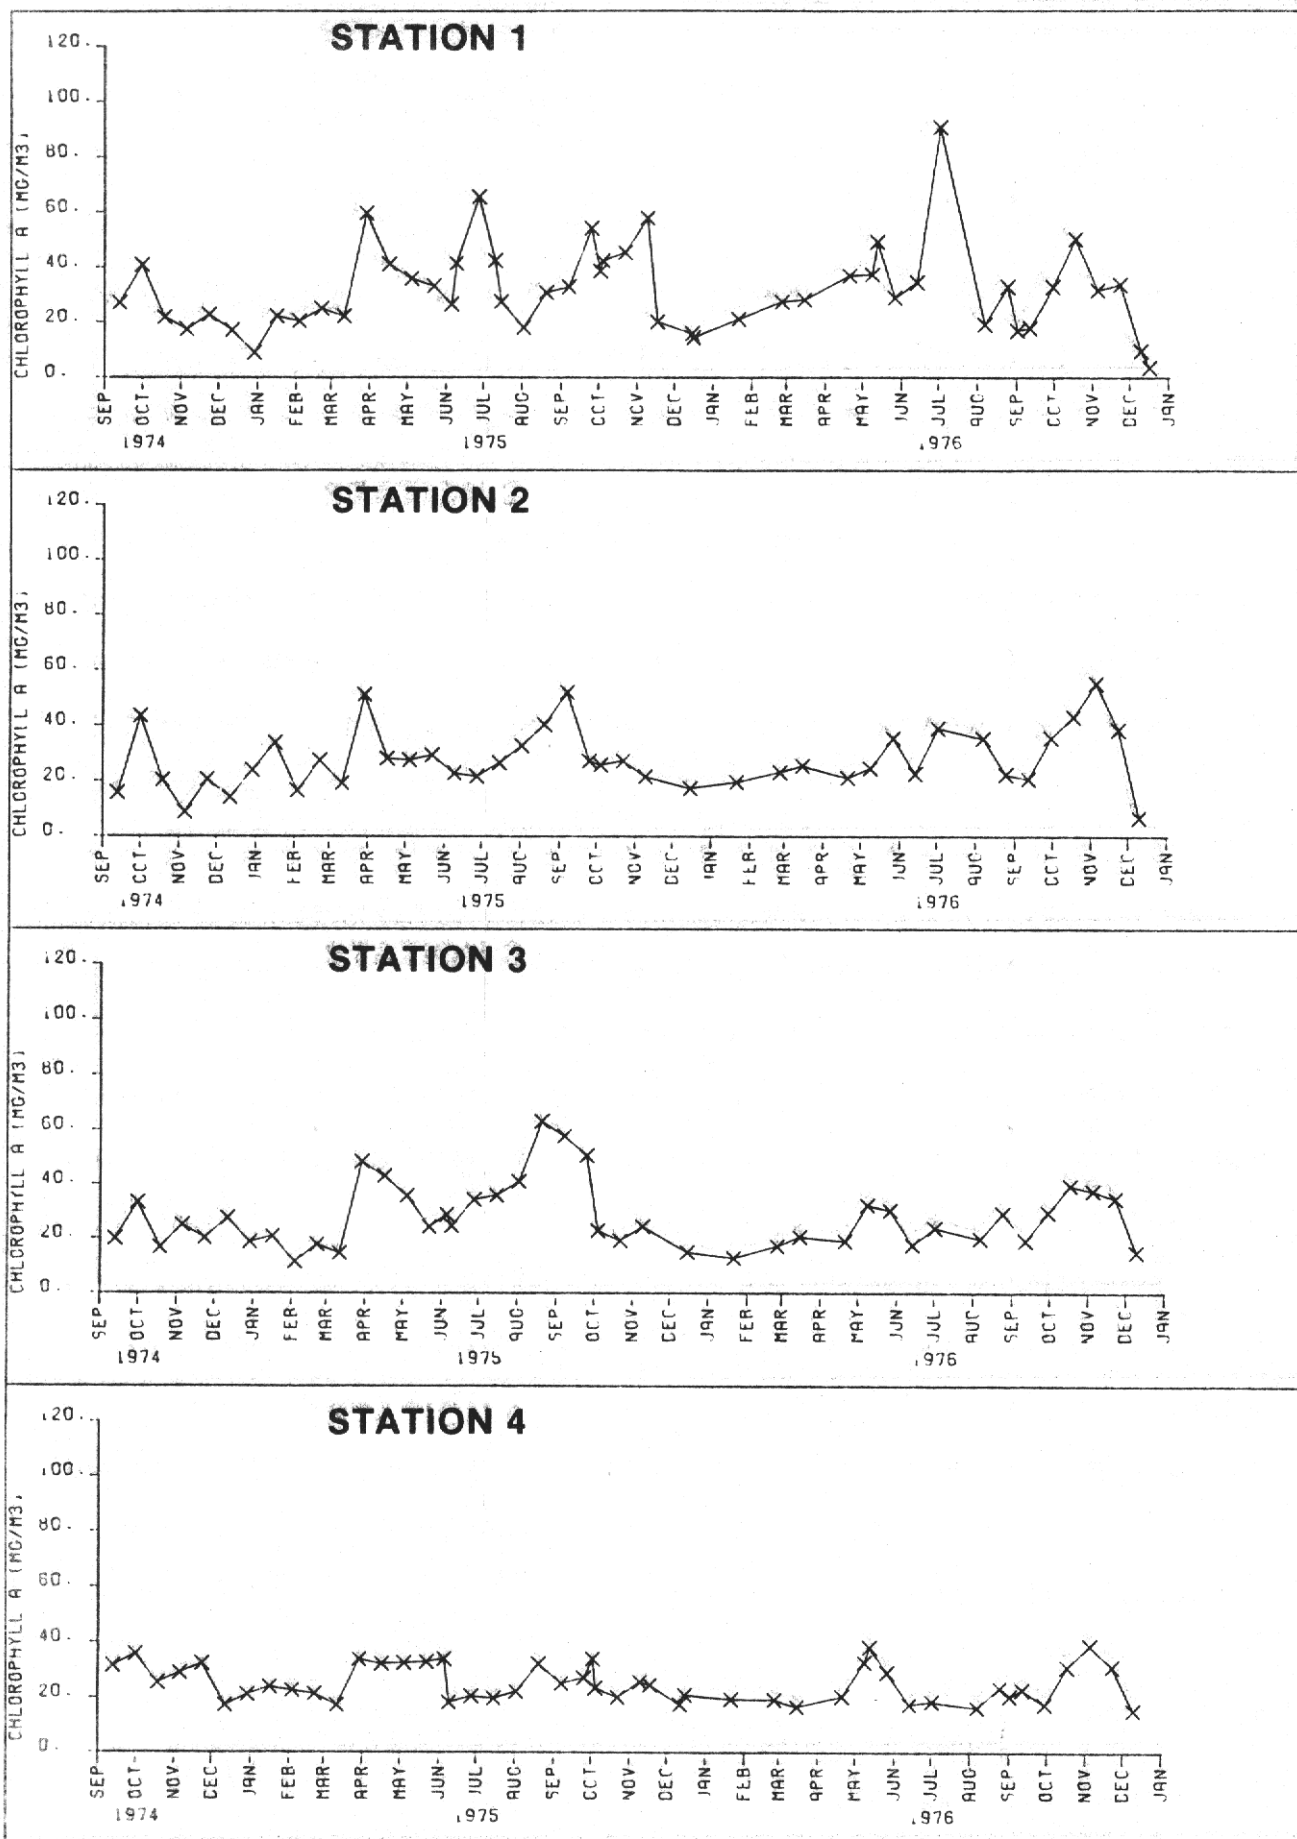 STATION 1
120.
100.
80.
60.
40.
20.
0.
CHLOROPHYLL A (MG/M3)
SEP OCT NOV DEC JAN FEB MAR APR MAY JUN JUL AUG SEP OCT NOV DEC JAN FEB MAR APR MAY JUN JUL AUG SEP OCT NOV DEC JAN
1974 1975 1976
STATION 2
120.
100.
80.
60.
40.
20.
0.
CHLOROPHYLL A (MG/M3)
SEP OCT NOV DEC JAN FEB MAR APR MAY JUN JUL AUG SEP OCT NOV DEC JAN FEB MAR APR MAY JUN JUL AUG SEP OCT NOV DEC JAN
1974 1975 1976
STATION 3
120.
100.
80.
60.
40.
20.
0.
CHLOROPHYLL A (MG/M3)
SEP OCT NOV DEC JAN FEB MAR APR MAY JUN JUL AUG SEP OCT NOV DEC JAN FEB MAR APR MAY JUN JUL AUG SEP OCT NOV DEC JAN
1974 1975 1976
STATION 4
120.
100.
80.
60.
40.
20.
0.
CHLOROPHYLL A (MG/M3)
SEP OCT NOV DEC JAN FEB MAR APR MAY JUN JUL AUG SEP OCT NOV DEC JAN FEB MAR APR MAY JUN JUL AUG SEP OCT NOV DEC JAN
1974 1975 1976